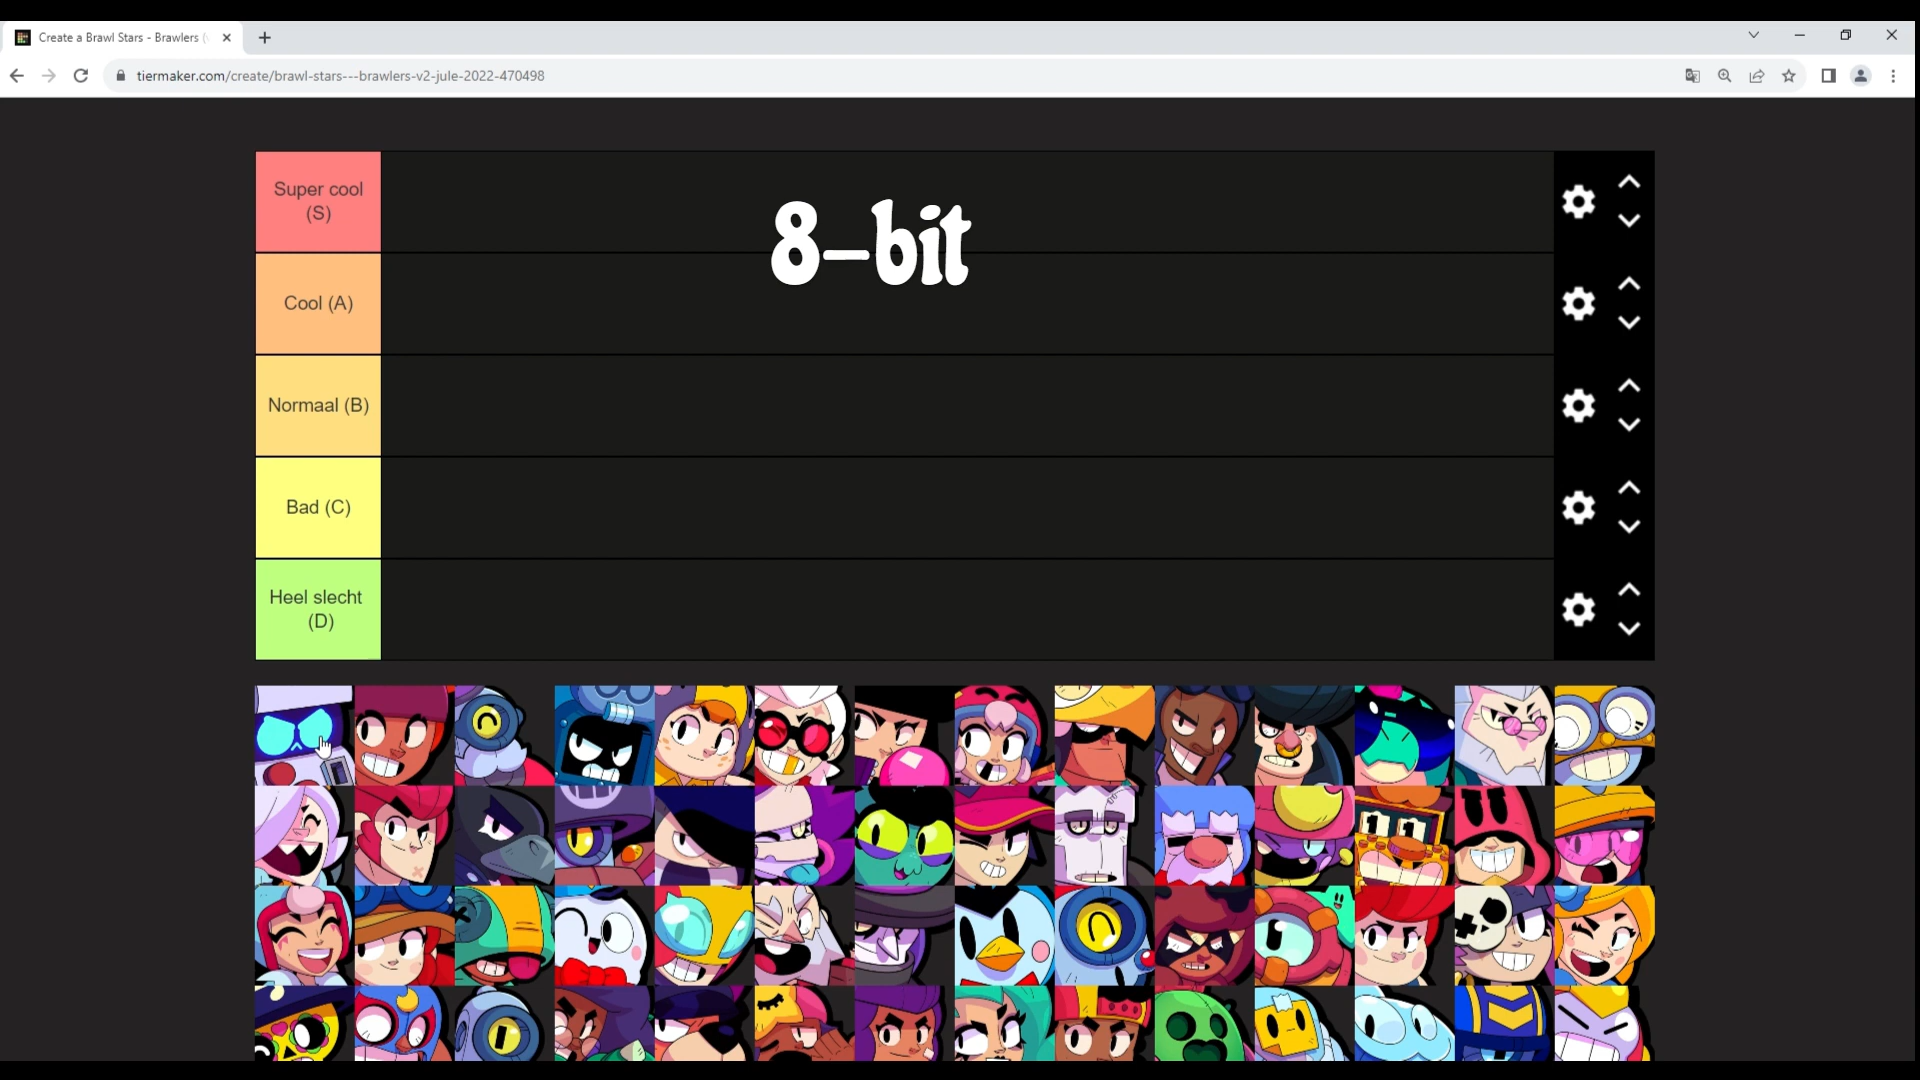 Create a Brawl Stars - Brawlers (
tiermaker.com/create/brawl-stars---brawlers-v2-jule-2022-470498
Super cool
(S)
8-bit
Cool (A)
Normaal (B)
Bad (C)
Heel slecht
(D)